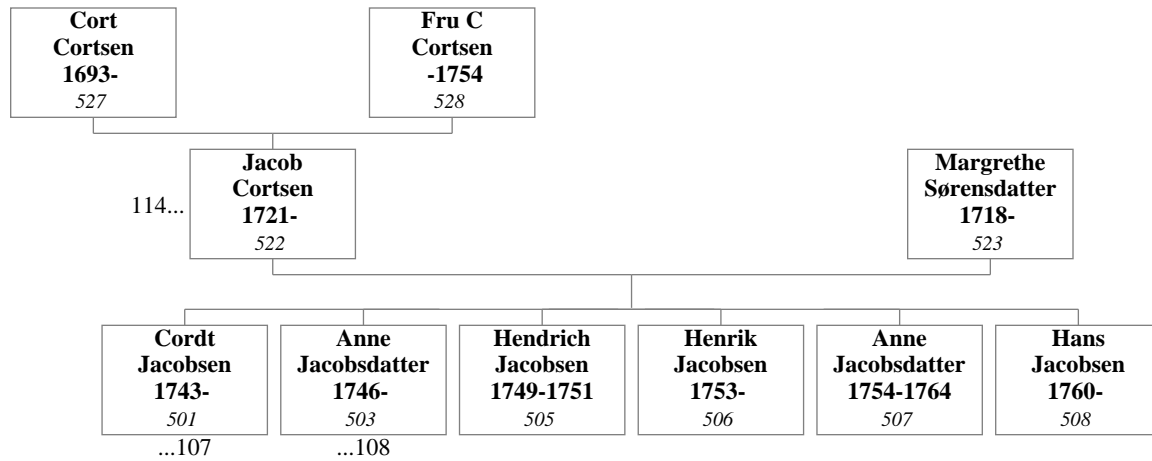 Cort
Cortsen
1693-
527
Fru C
Cortsen
-1754
528
114...
Jacob
Cortsen
1721-
522
Margrethe
Sørensdatter
1718-
523
Cordt
Jacobsen
1743-
501
...107
Anne
Jacobsdatter
1746-
503
...108
Hendrich
Jacobsen
1749-1751
505
Henrik
Jacobsen
1753-
506
Anne
Jacobsdatter
1754-1764
507
Hans
Jacobsen
1760-
508